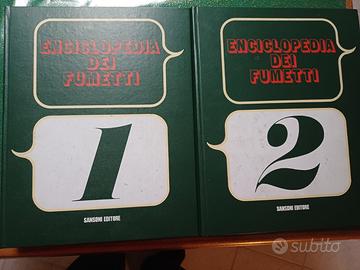 ENCICLOPEDIA
DEI
FUMETTI
1
SANSONI EDITORE
ENCICLOPEDIA
DEI
FUMETTI
2
SANSONI EDITORE
subito